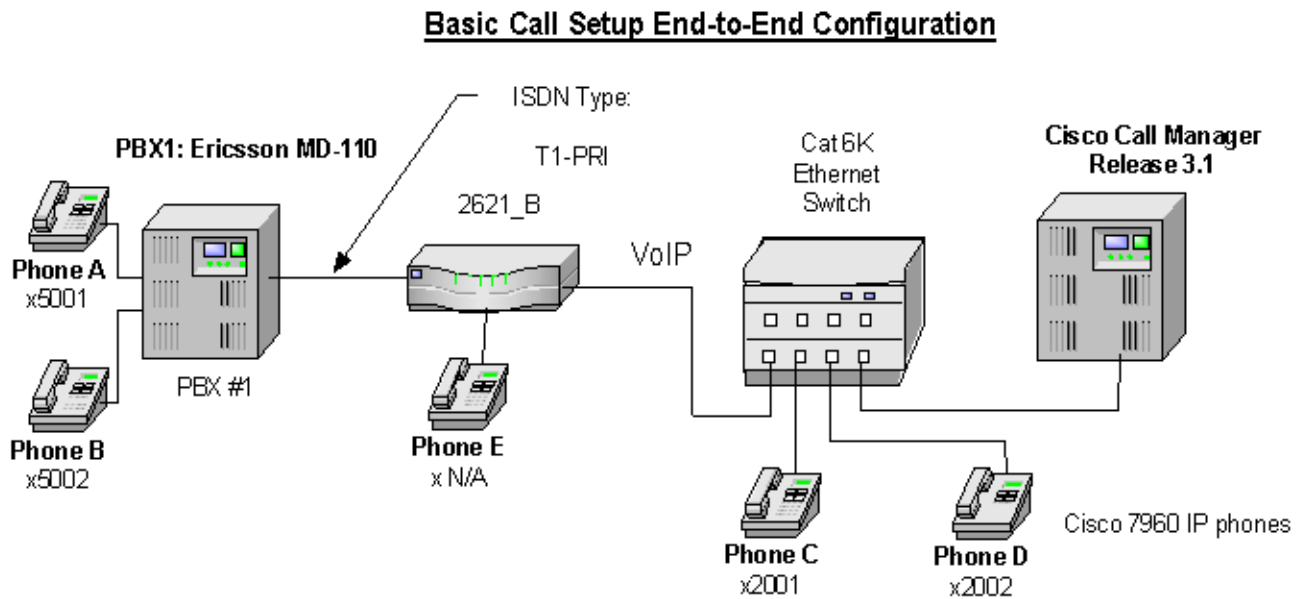 Basic Call Setup End-to-End Configuration
ISDN Type:
T1-PRI
PBX1: Ericsson MD-110
2621_B
Cat 6K
Ethernet
Switch
Cisco Call Manager
Release 3.1
VoIP
Phone A
x5001
PBX #1
Phone B
x5002
Phone E
x N/A
Phone C
x2001
Phone D
x2002
Cisco 7960 IP phones